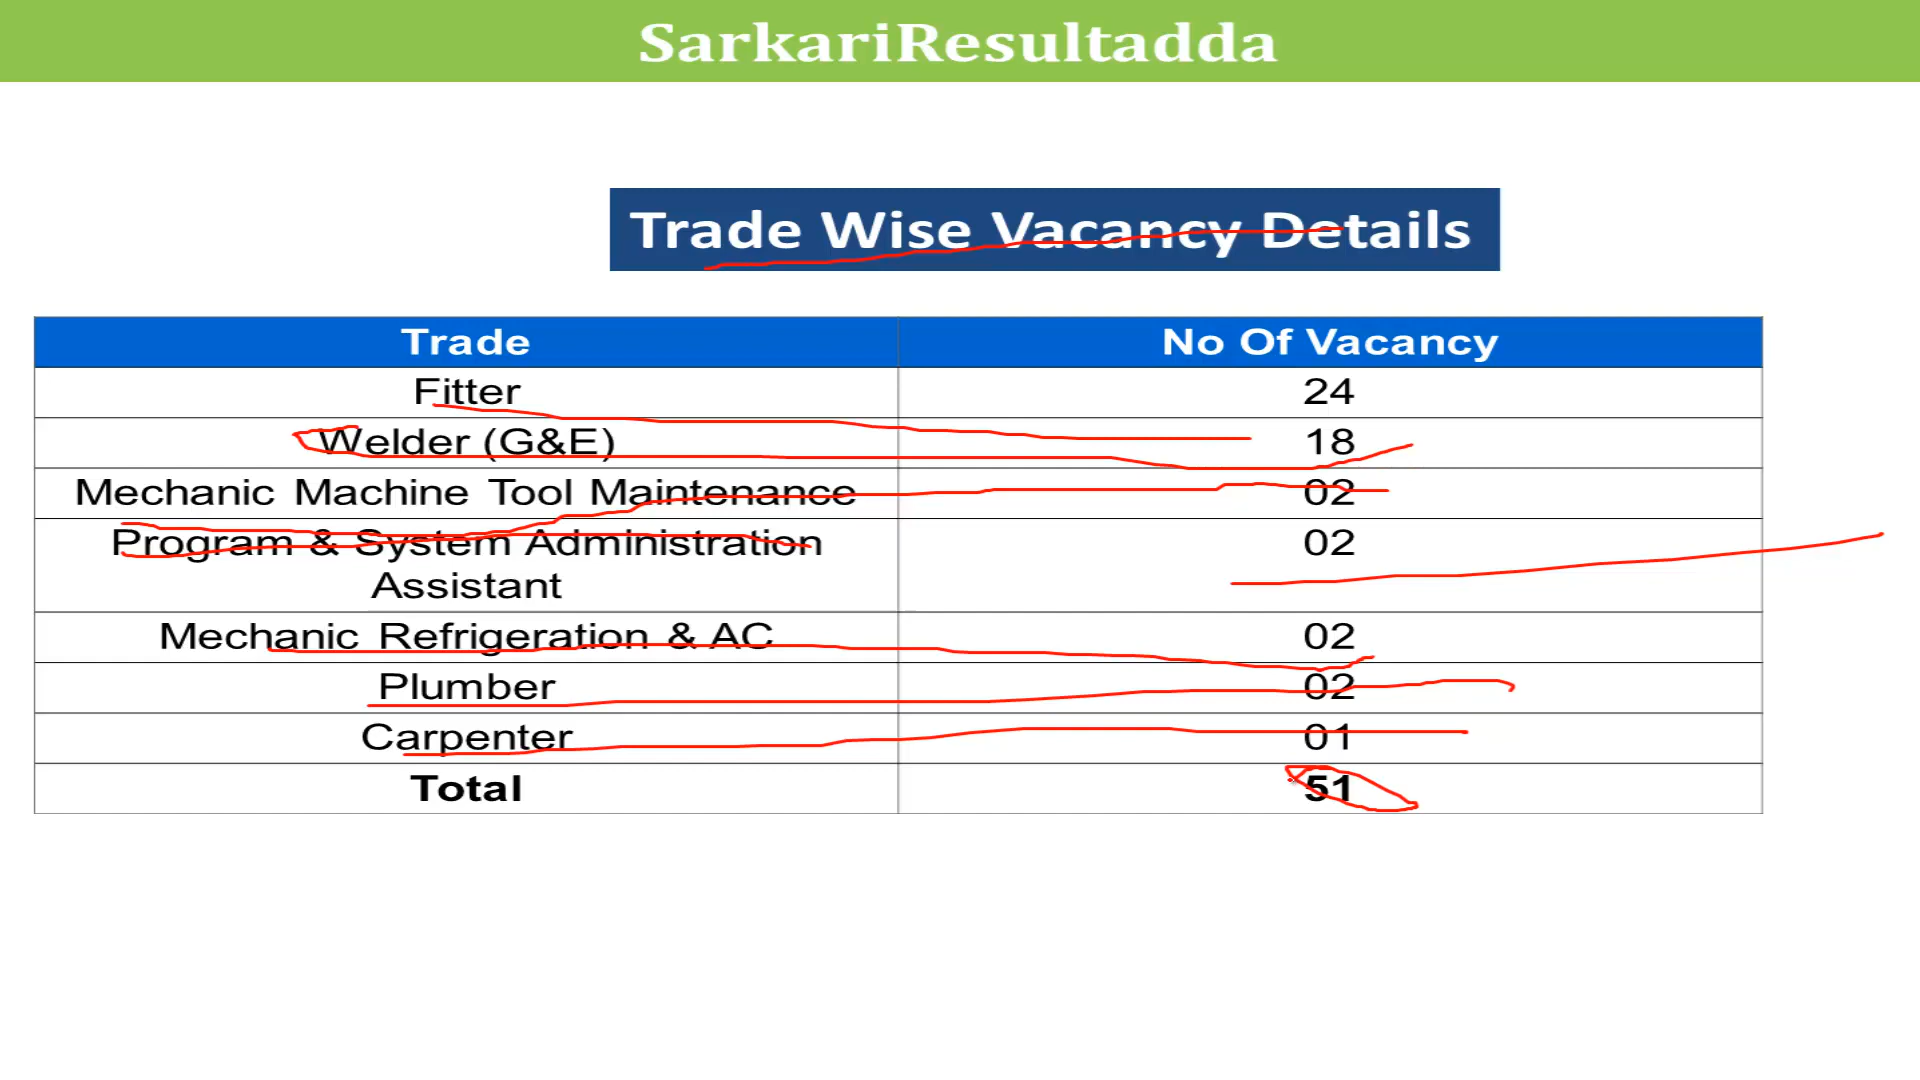 SarkariResultadda
Trade Wise Vacancy Details
Trade No Of Vacancy
Fitter 24
Welder (G&E) 18
Mechanic Machine Tool Maintenance 02
Program & System Administration 02
Assistant
Mechanic Refrigeration & AC 02
Plumber 02
Carpenter 01
Total 51